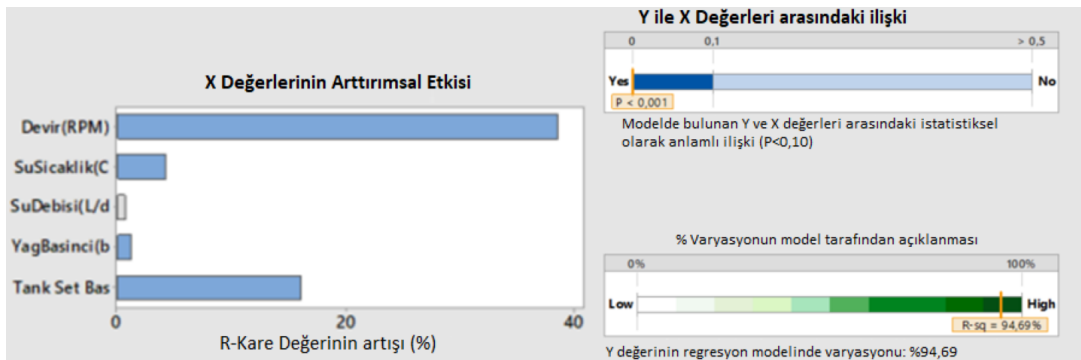 Y ile X Değerleri arasındaki ilişki
0 0,1 > 0,5
Yes No
P < 0,001
Modelde bulunan Y ve X değerleri arasındaki istatistiksel
olarak anlamlı ilişki (P<0,10)
X Değerlerinin Arttırımsal Etkisi
Devir(RPM)
SuSicaklik(C
SuDebisi(L/d
YagBasinci(b
Tank Set Bas
0 20 40
R-Kare Değerinin artışı (%)
% Varyasyonun model tarafından açıklanması
0% 100%
Low High
R-sq = 94,69%
Y değerinin regresyon modelinde varyasyonu: %94,69